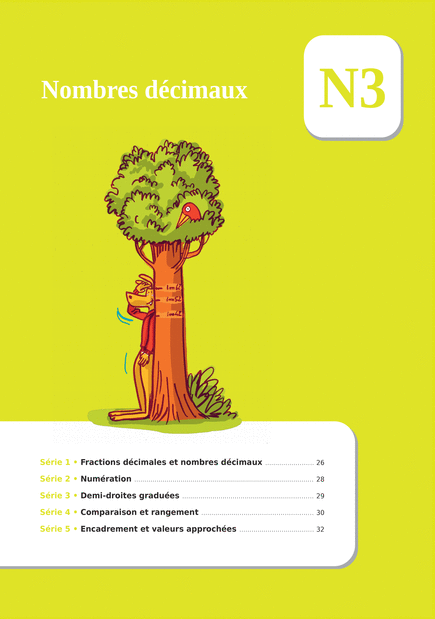 Nombres décimaux
N3
Série 1 • Fractions décimales et nombres décimaux ........................ 26
Série 2 • Numération ........................ 28
Série 3 • Demi-droites graduées ........................ 29
Série 4 • Comparaison et rangement ........................ 30
Série 5 • Encadrement et valeurs approchées ........................ 32